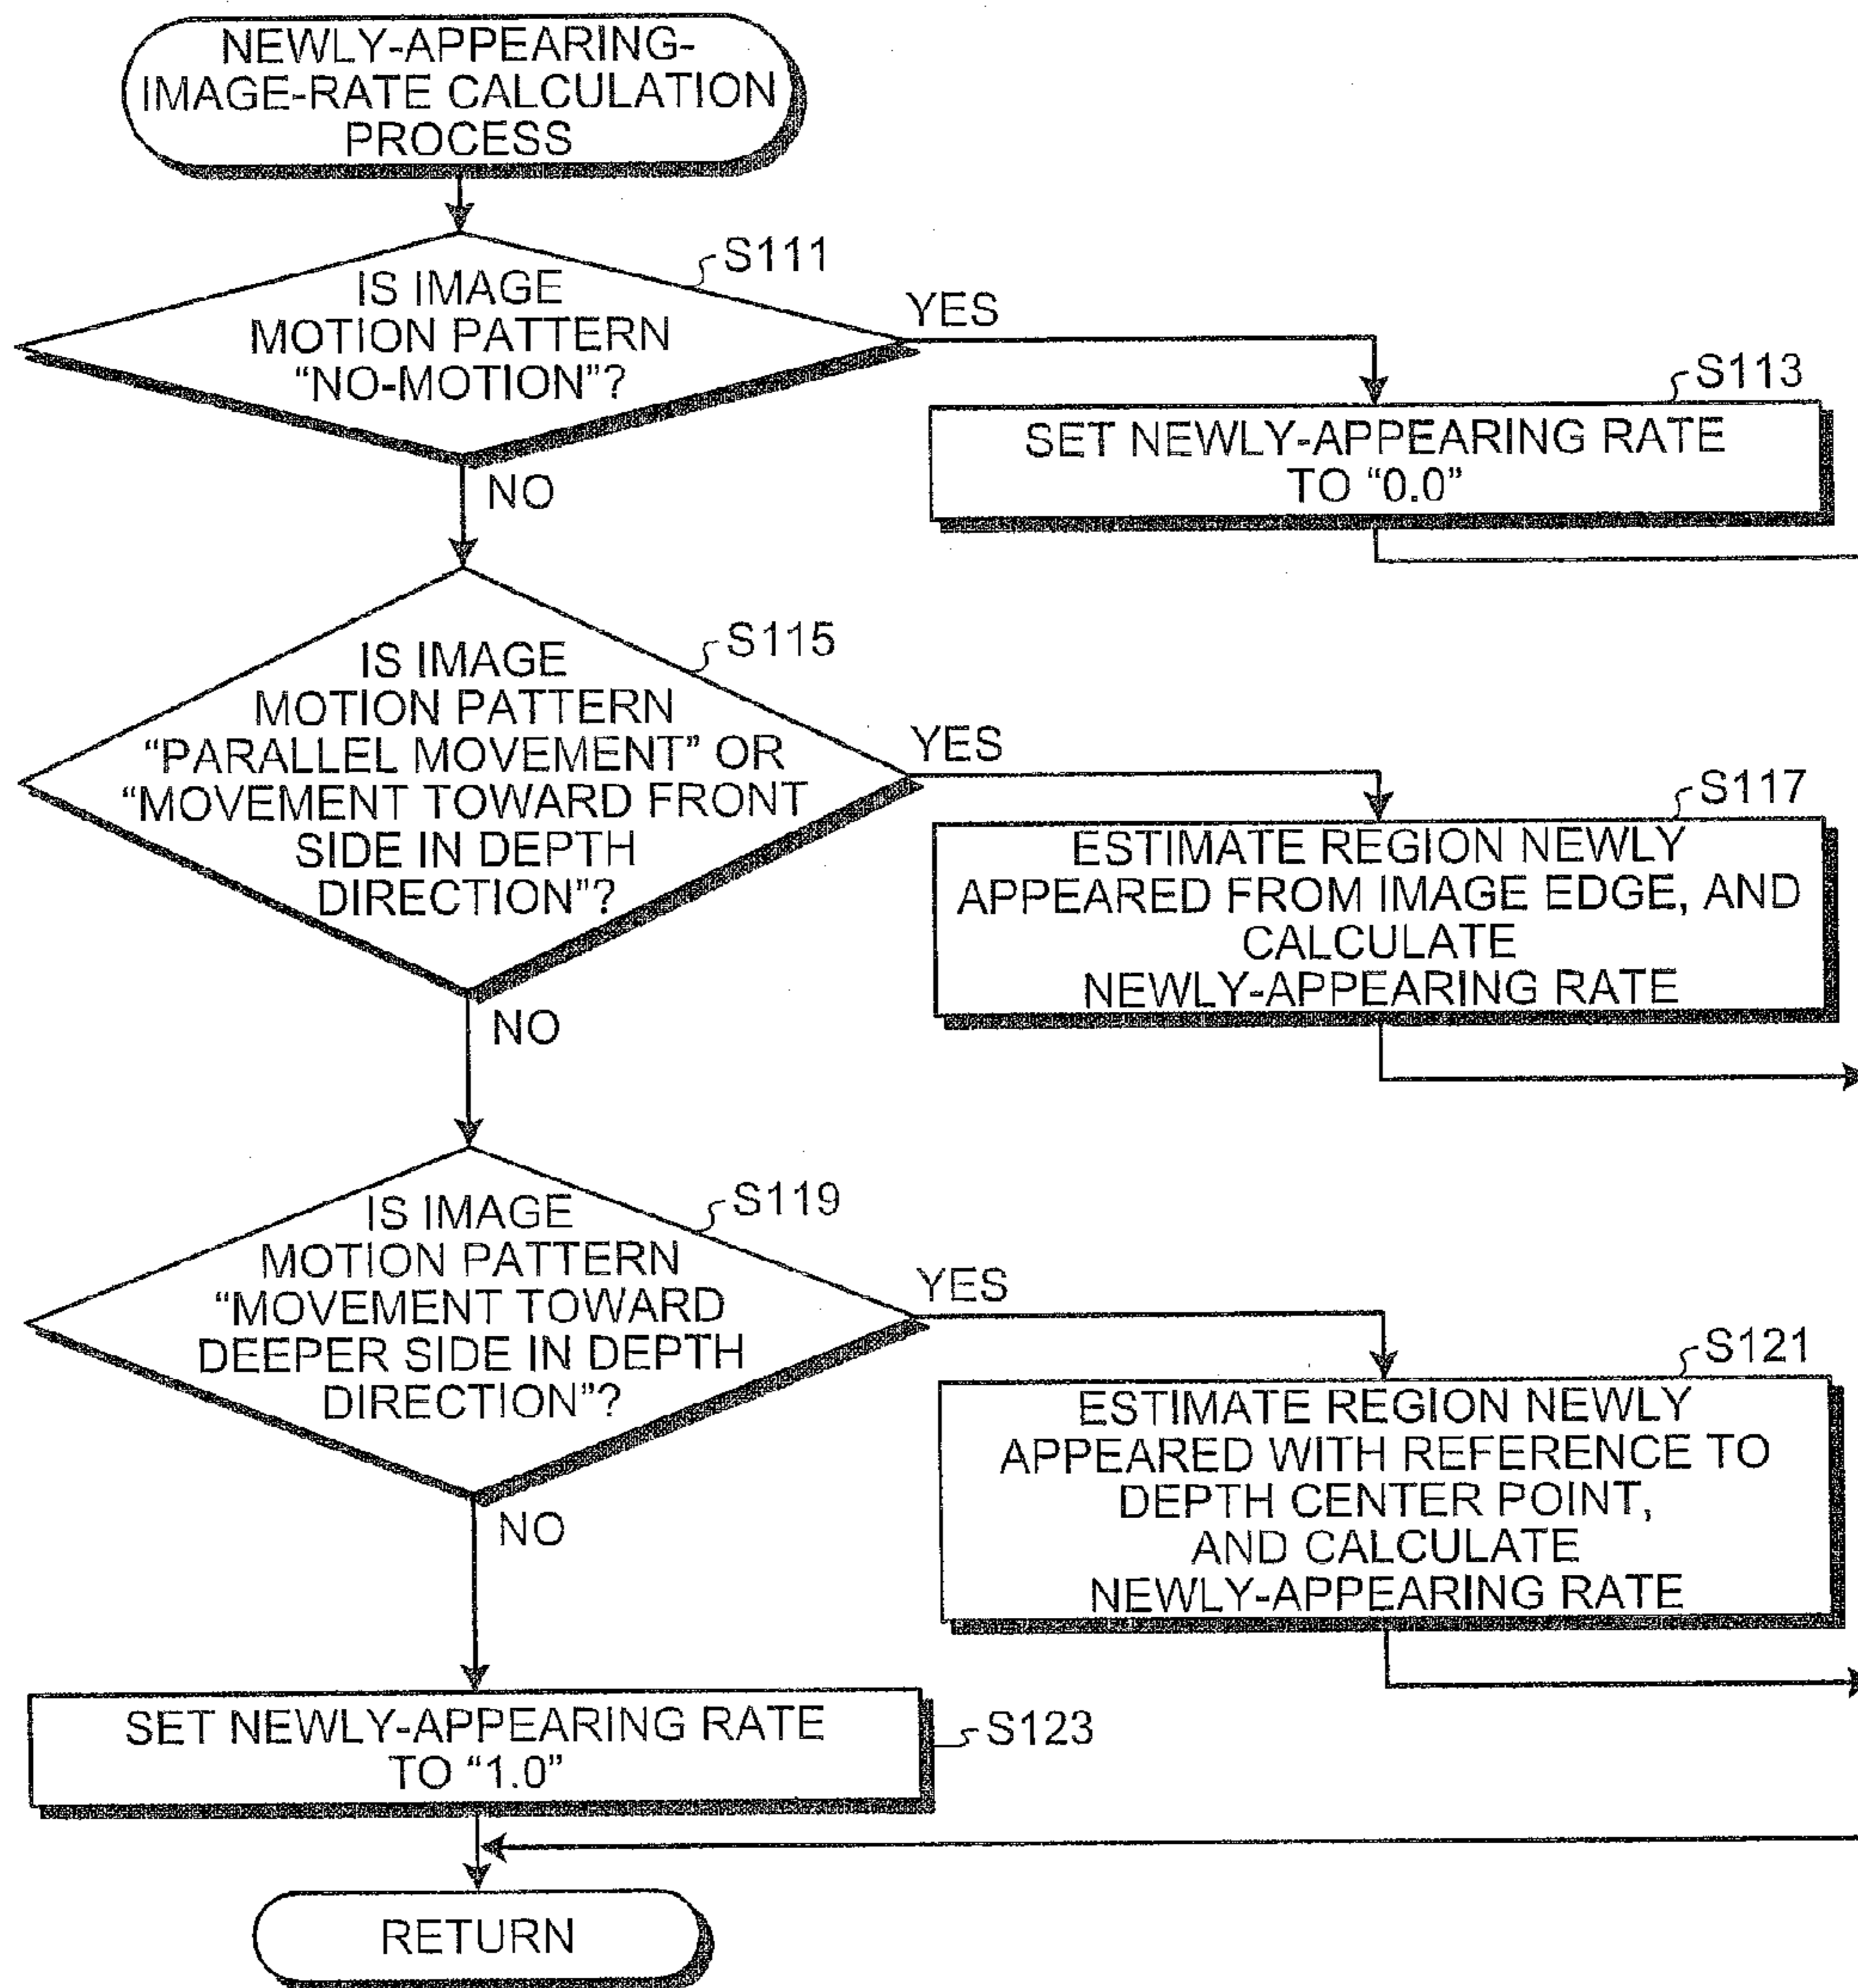 NEWLY-APPEARING-
IMAGE-RATE CALCULATION
PROCESS
S111
IS IMAGE
MOTION PATTERN
“NO-MOTION”?
YES
NO
S113
SET NEWLY-APPEARING RATE
TO “0.0”
S115
IS IMAGE
MOTION PATTERN
“PARALLEL MOVEMENT” OR
“MOVEMENT TOWARD FRONT
SIDE IN DEPTH
DIRECTION”?
YES
NO
S117
ESTIMATE REGION NEWLY
APPEARED FROM IMAGE EDGE, AND
CALCULATE
NEWLY-APPEARING RATE
S119
IS IMAGE
MOTION PATTERN
“MOVEMENT TOWARD
DEEPER SIDE IN DEPTH
DIRECTION”?
YES
NO
S121
ESTIMATE REGION NEWLY
APPEARED WITH REFERENCE TO
DEPTH CENTER POINT,
AND CALCULATE
NEWLY-APPEARING RATE
SET NEWLY-APPEARING RATE
TO “1.0”
S123
RETURN